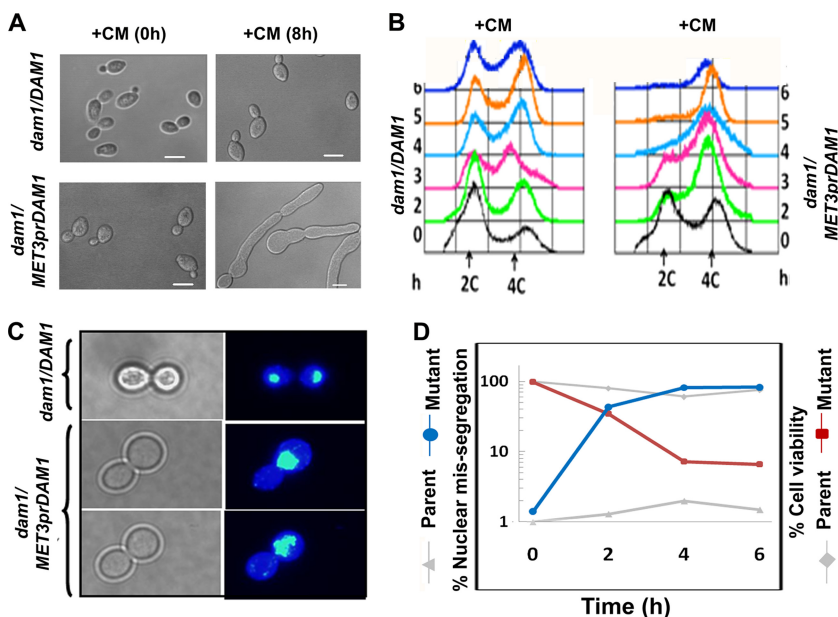 A
+CM (0h)
+CM (8h)
dam1/DAM1
dam1/
MET3prDAM1
B
+CM
+CM
dam1/DAM1
6
5
4
3
2
0
h
2C
4C
6
5
4
3
2
0
h
2C
4C
dam1/
MET3prDAM1
C
dam1/DAM1
dam1/
MET3prDAM1
D
Parent
Mutant
% Nuclear mis-segregation
100
10
1
0
2
4
6
Time (h)
% Cell viability
Parent
Mutant